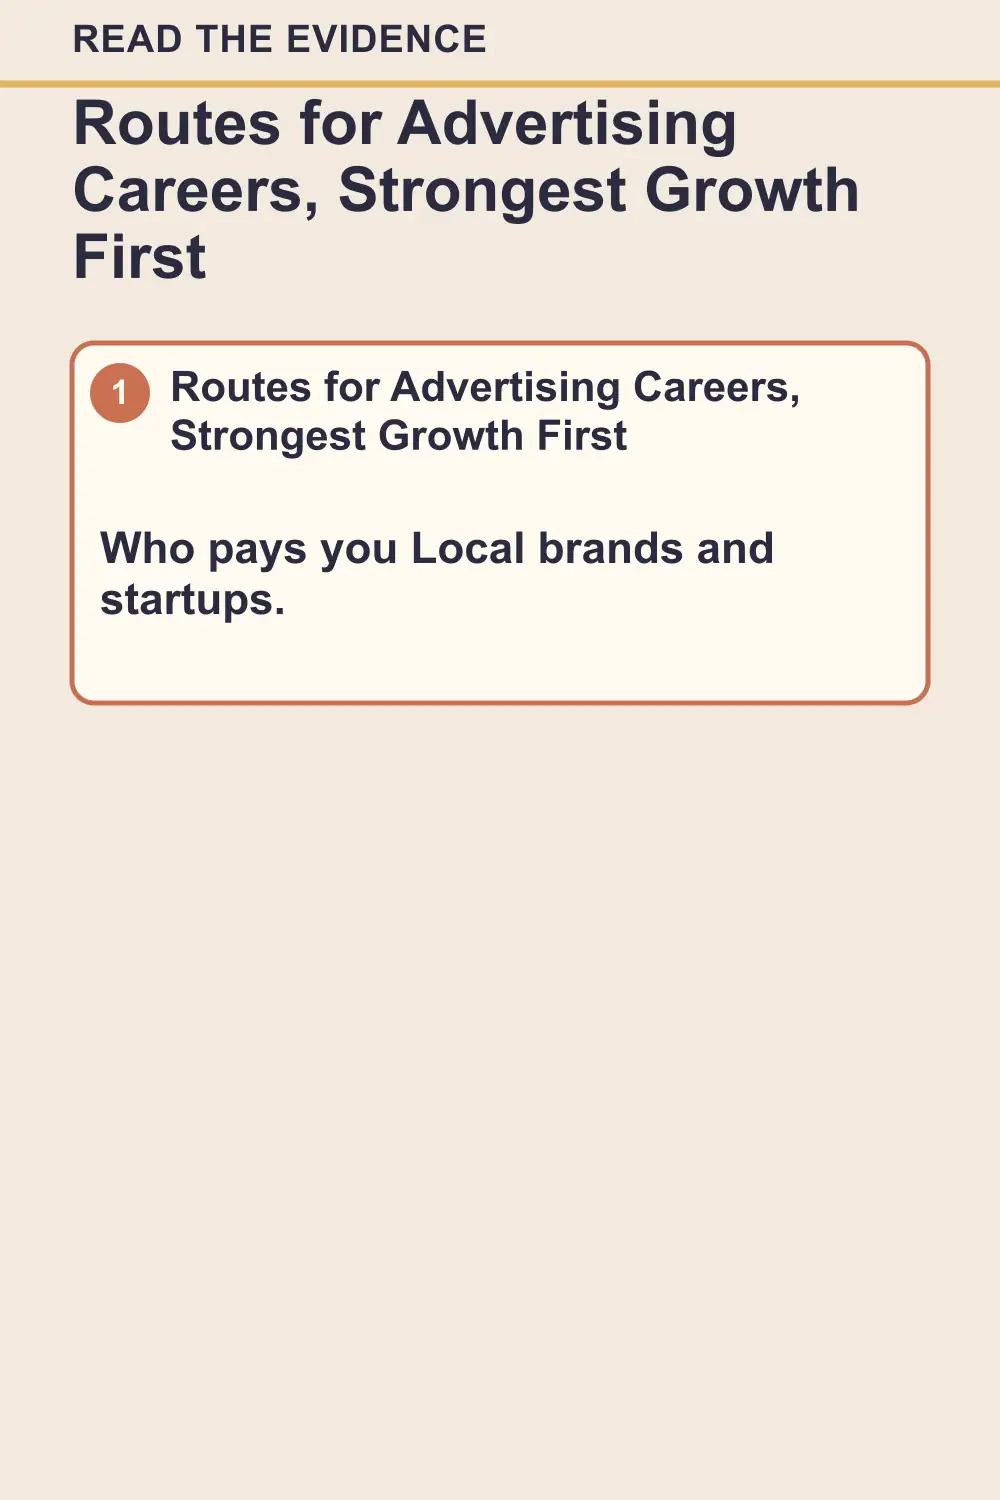 READ THE EVIDENCE
Routes for Advertising
Careers, Strongest Growth
First
1
Routes for Advertising Careers,
Strongest Growth First
Who pays you Local brands and
startups.